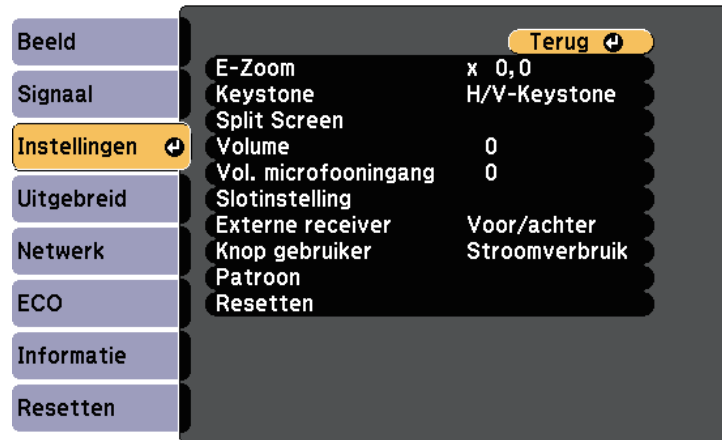 Beeld
Signaal
Instellingen
Uitgebreid
Netwerk
ECO
Informatie
Resetten
Terug
E-Zoom x 0,0
Keystone H/V-Keystone
Split Screen
Volume 0
Vol. microfooningang 0
Slotinstelling
Externe receiver Voor/achter
Knop gebruiker Stroomverbruik
Patroon
Resetten